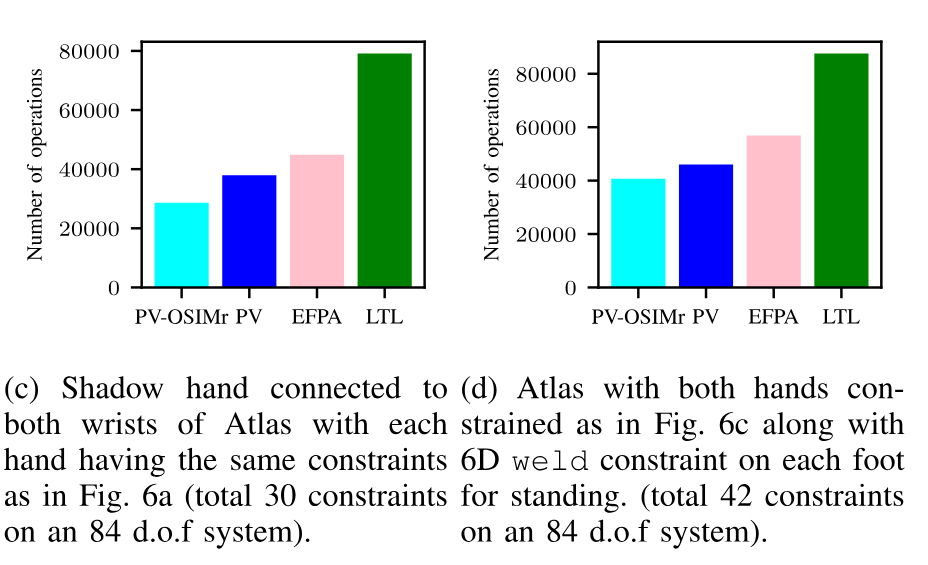 Number of operations
80000
60000
40000
20000
0
PV-OSIMr PV EFPA LTL
Number of operations
80000
60000
40000
20000
0
PV-OSIMr PV EFPA LTL
(c) Shadow hand connected to
both wrists of Atlas with each
hand having the same constraints
as in Fig. 6a (total 30 constraints
on an 84 d.o.f system).
(d) Atlas with both hands con-
strained as in Fig. 6c along with
6D weld constraint on each foot
for standing. (total 42 constraints
on an 84 d.o.f system).